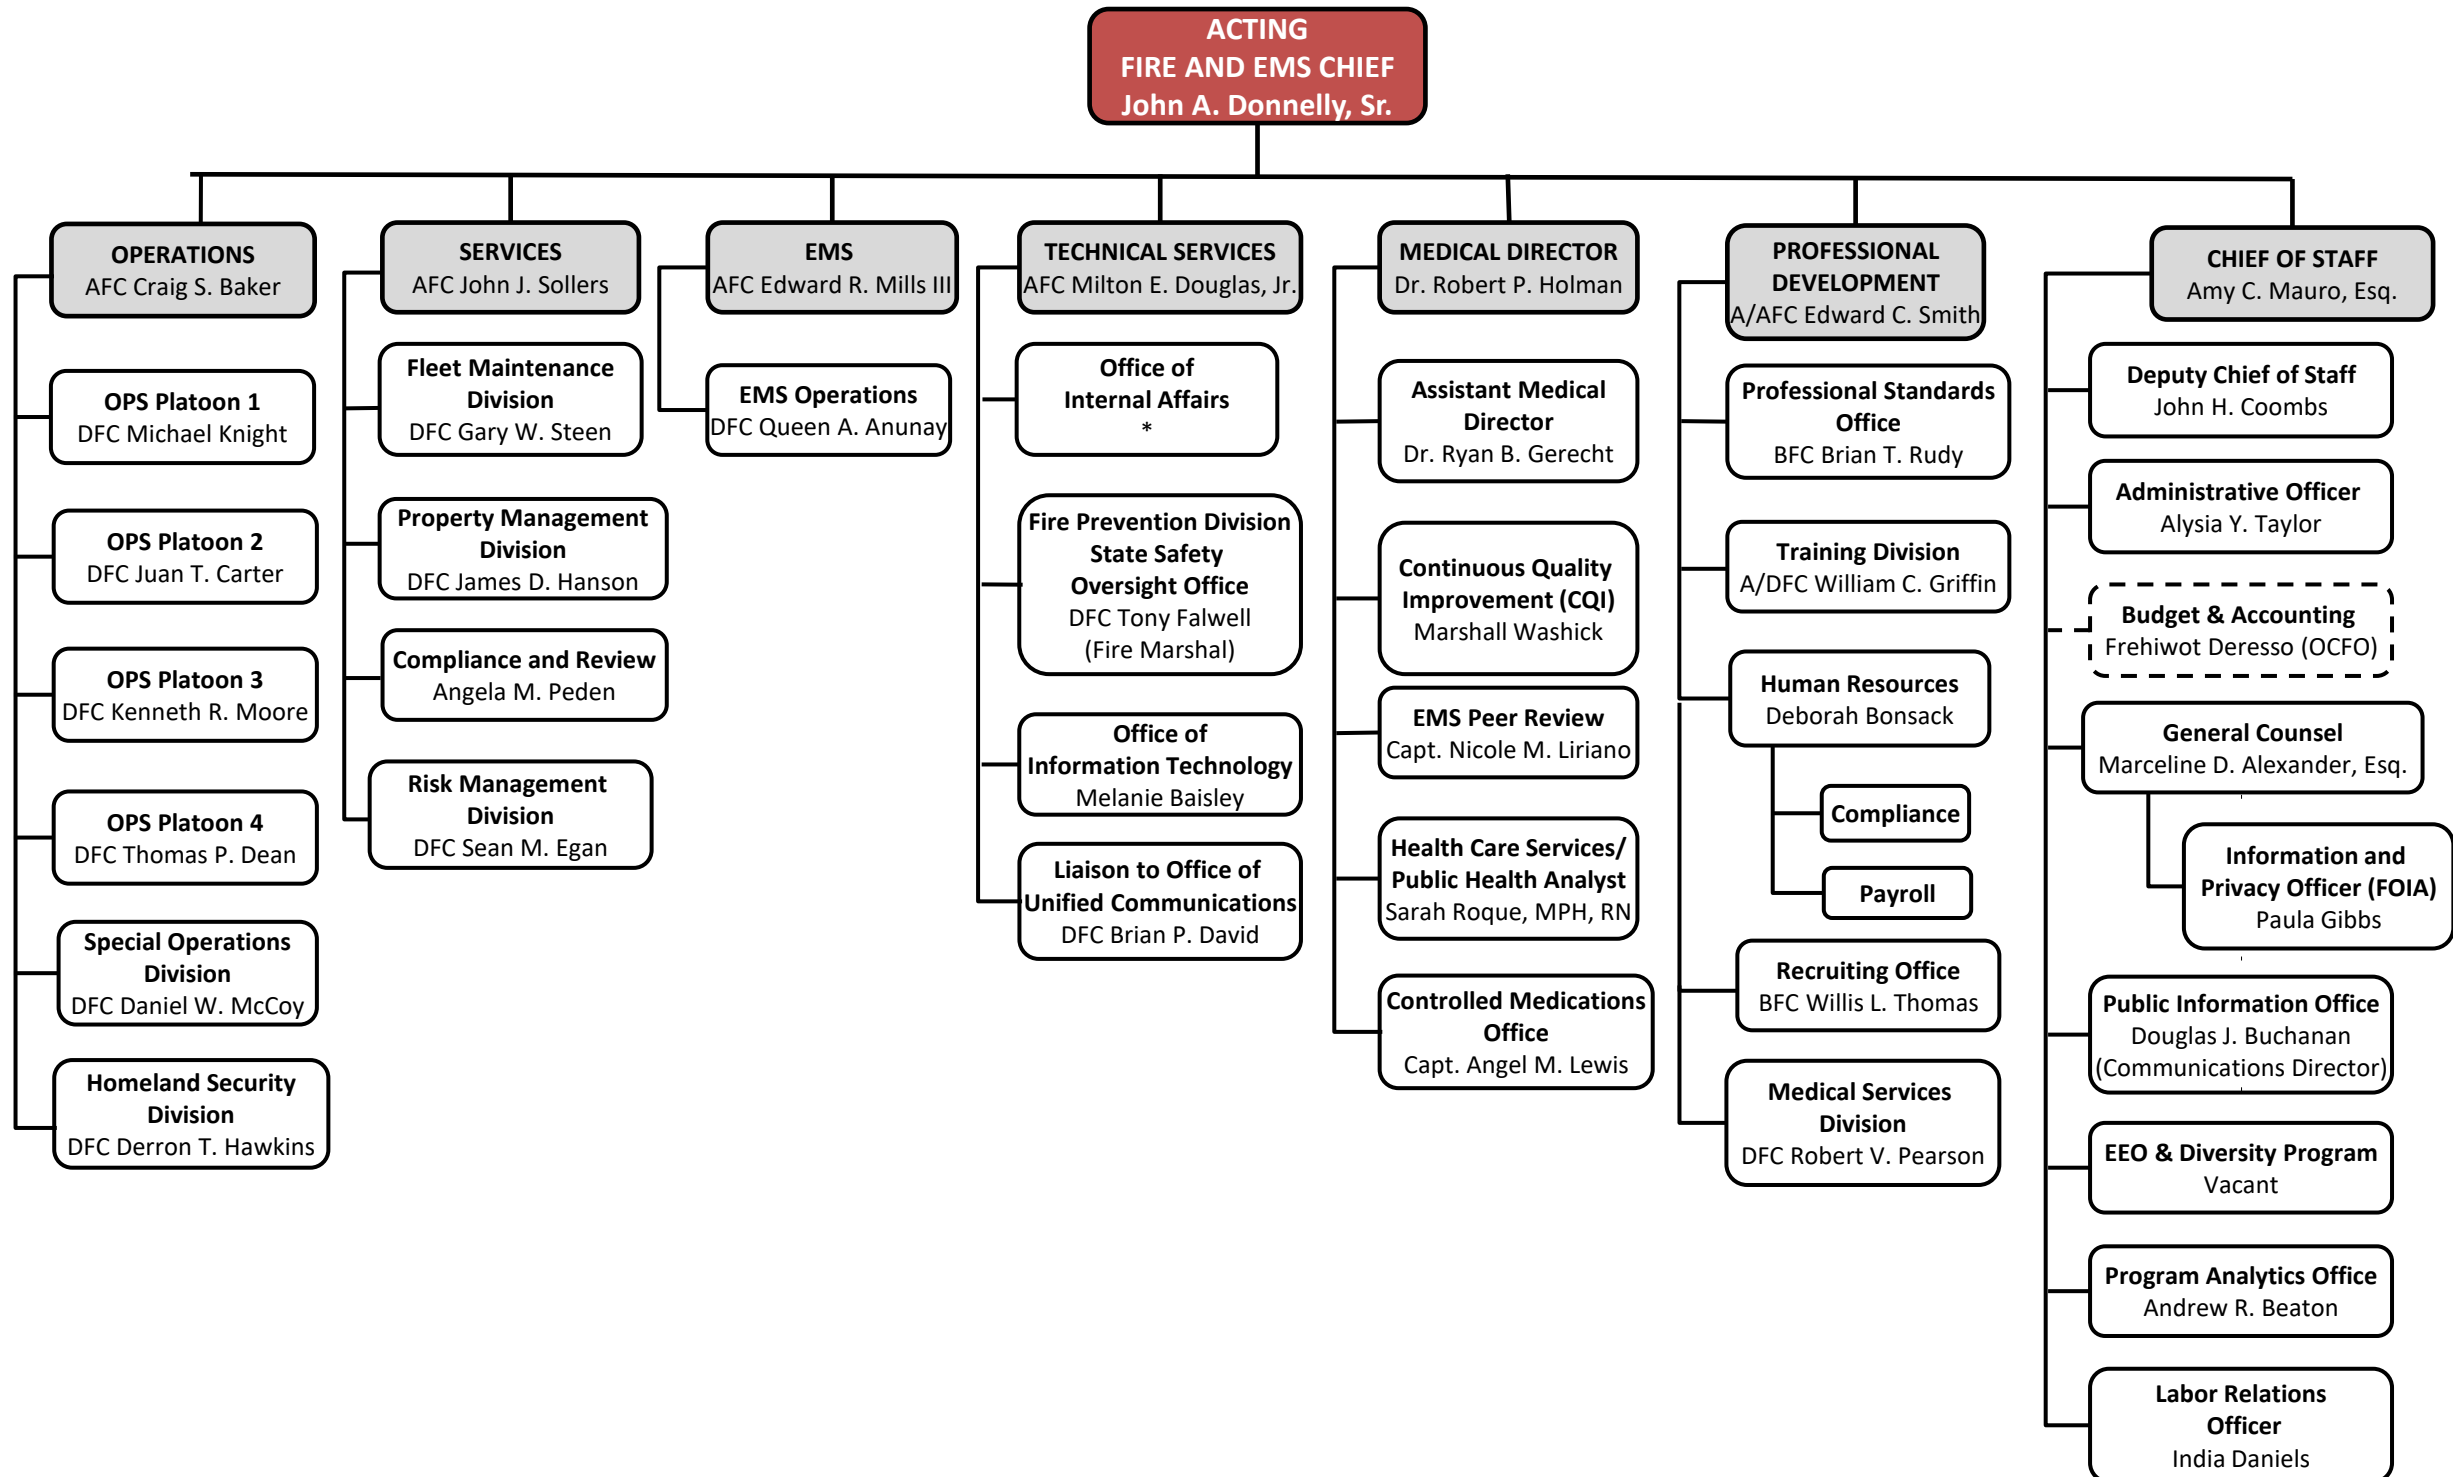 ACTING
FIRE AND EMS CHIEF
John A. Donnelly, Sr.
OPERATIONS
AFC Craig S. Baker
OPS Platoon 1
DFC Michael Knight
OPS Platoon 2
DFC Juan T. Carter
OPS Platoon 3
DFC Kenneth R. Moore
OPS Platoon 4
DFC Thomas P. Dean
Special Operations
Division
DFC Daniel W. McCoy
Homeland Security
Division
DFC Derron T. Hawkins
SERVICES
AFC John J. Sollers
Fleet Maintenance
Division
DFC Gary W. Steen
Property Management
Division
DFC James D. Hanson
Compliance and Review
Angela M. Peden
Risk Management
Division
DFC Sean M. Egan
EMS
AFC Edward R. Mills III
EMS Operations
DFC Queen A. Anunay
TECHNICAL SERVICES
AFC Milton E. Douglas, Jr.
Office of
Internal Affairs
*
Fire Prevention Division
State Safety
Oversight Office
DFC Tony Falwell
(Fire Marshal)
Office of
Information Technology
Melanie Baisley
Liaison to Office of
Unified Communications
DFC Brian P. David
MEDICAL DIRECTOR
Dr. Robert P. Holman
Assistant Medical
Director
Dr. Ryan B. Gerecht
Continuous Quality
Improvement (CQI)
Marshall Washick
EMS Peer Review
Capt. Nicole M. Liriano
Health Care Services/
Public Health Analyst
Sarah Roque, MPH, RN
Controlled Medications
Office
Capt. Angel M. Lewis
PROFESSIONAL
DEVELOPMENT
A/AFC Edward C. Smith
Professional Standards
Office
BFC Brian T. Rudy
Training Division
A/DFC William C. Griffin
Human Resources
Deborah Bonsack
Compliance
Payroll
Recruiting Office
BFC Willis L. Thomas
Medical Services
Division
DFC Robert V. Pearson
CHIEF OF STAFF
Amy C. Mauro, Esq.
Deputy Chief of Staff
John H. Coombs
Administrative Officer
Alysia Y. Taylor
Budget & Accounting
Frehiwot Deresso (OCFO)
General Counsel
Marceline D. Alexander, Esq.
Information and
Privacy Officer (FOIA)
Paula Gibbs
Public Information Office
Douglas J. Buchanan
(Communications Director)
EEO & Diversity Program
Vacant
Program Analytics Office
Andrew R. Beaton
Labor Relations
Officer
India Daniels